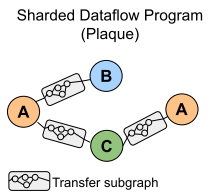 Sharded Dataflow Program
(Plaque)
B
A
A
C
Transfer subgraph